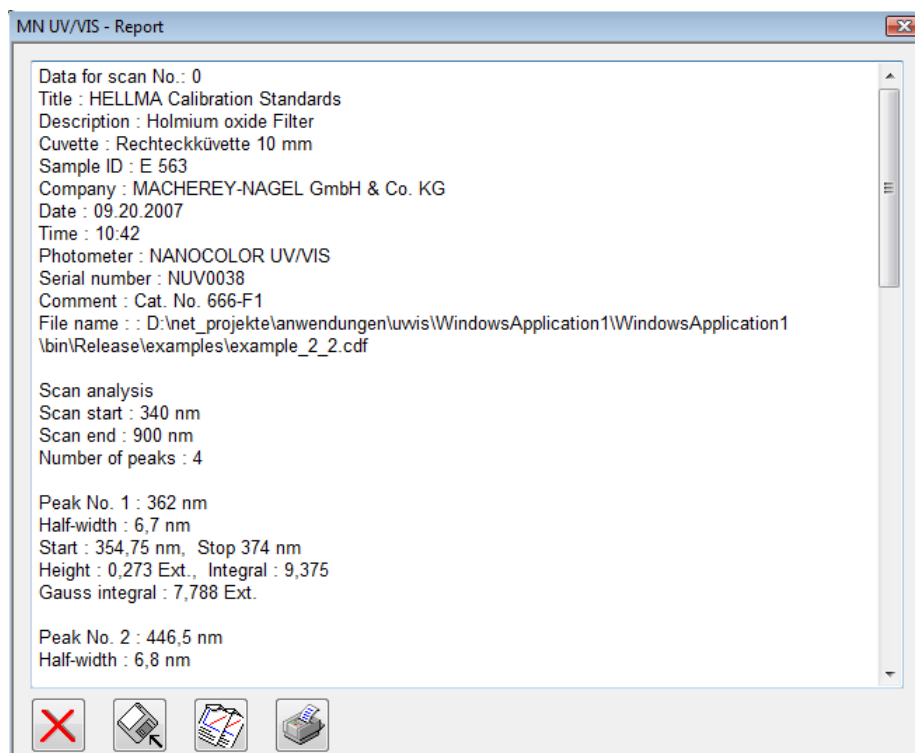 MN UV/VIS - Report
Data for scan No.: 0
Title : HELLMA Calibration Standards
Description : Holmium oxide Filter
Cuvette : Rechteckküvette 10 mm
Sample ID : E 563
Company : MACHEREY-NAGEL GmbH & Co. KG
Date : 09.20.2007
Time : 10:42
Photometer : NANOCOLOR UV/VIS
Serial number : NUV0038
Comment : Cat. No. 666-F1
File name : : D:\net_projekte\anwendungen\uvvis\WindowsApplication1\WindowsApplication1
\bin\Release\examples\example_2_2.cdf
Scan analysis
Scan start : 340 nm
Scan end : 900 nm
Number of peaks : 4
Peak No. 1 : 362 nm
Half-width : 6,7 nm
Start : 354,75 nm,  Stop 374 nm
Height : 0,273 Ext.,  Integral : 9,375
Gauss integral : 7,788 Ext.
Peak No. 2 : 446,5 nm
Half-width : 6,8 nm